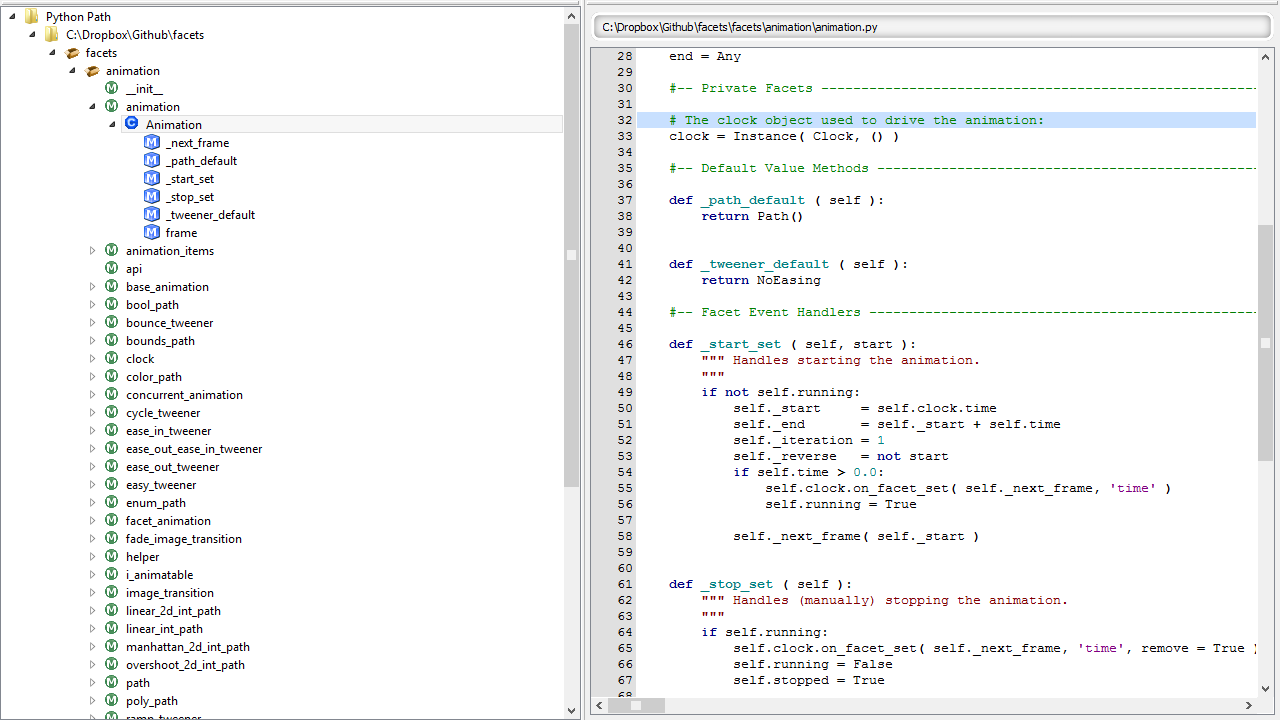 Python Path
C:\Dropbox\Github\facets
facets
animation
__init__
animation
Animation
_next_frame
_path_default
_start_set
_stop_set
_tweener_default
frame
animation_items
api
base_animation
bool_path
bounce_tweener
bounds_path
clock
color_path
concurrent_animation
cycle_tweener
ease_in_tweener
ease_out_ease_in_tweener
ease_out_tweener
easy_tweener
enum_path
facet_animation
fade_image_transition
helper
i_animatable
image_transition
linear_2d_int_path
linear_int_path
manhattan_2d_int_path
overshoot_2d_int_path
path
poly_path
ramp_tweener
C:\Dropbox\Github\facets\facets\animation\animation.py
28 end = Any
29
30 #-- Private Facets ------------------------------------------------------
31
32 # The clock object used to drive the animation:
33 clock = Instance( Clock, () )
34
35 #-- Default Value Methods -----------------------------------------------
36
37 def _path_default ( self ):
38 return Path()
39
40
41 def _tweener_default ( self ):
42 return NoEasing
43
44 #-- Facet Event Handlers ------------------------------------------------
45
46 def _start_set ( self, start ):
47 """ Handles starting the animation.
48 """
49 if not self.running:
50 self._start     = self.clock.time
51 self._end       = self._start + self.time
52 self._iteration = 1
53 self._reverse   = not start
54 if self.time > 0.0:
55 self.clock.on_facet_set( self._next_frame, 'time' )
56 self.running = True
57
58 self._next_frame( self._start )
59
60
61 def _stop_set ( self ):
62 """ Handles (manually) stopping the animation.
63 """
64 if self.running:
65 self.clock.on_facet_set( self._next_frame, 'time', remove = True )
66 self.running = False
67 self.stopped = True
68